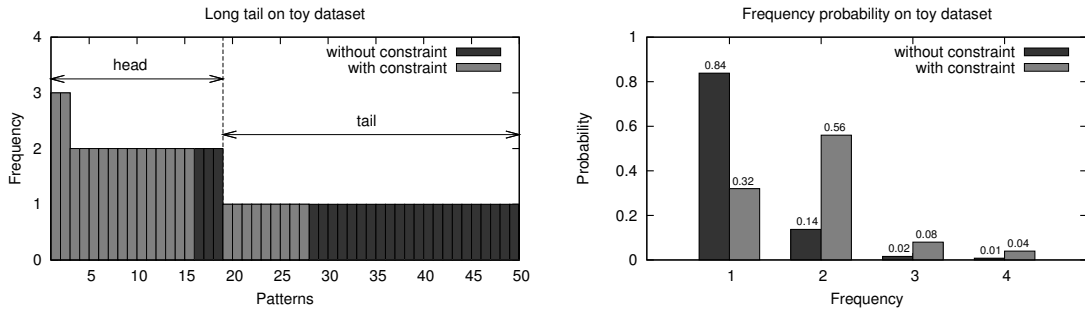 Long tail on toy dataset
4
3
2
1
0
Frequency
without constraint
with constraint
head
tail
5 10 15 20 25 30 35 40 45 50
Patterns
Frequency probability on toy dataset
1
0.8
0.6
0.4
0.2
0
Probability
without constraint
with constraint
0.84
0.32
0.14
0.56
0.02
0.08
0.01
0.04
1 2 3 4
Frequency